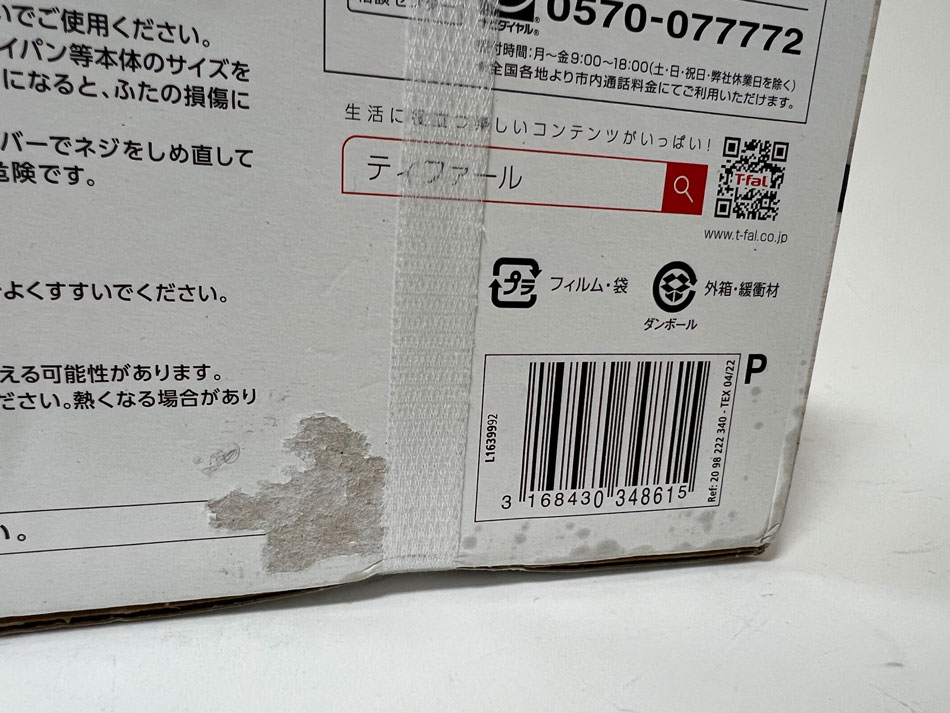 いでご使用ください。
イパン等本体のサイズを
になると、ふたの損傷に
バーでネジをしめ直して
危険です。
よくすすいでください。
える可能性があります。
ださい。熱くなる場合があり
い。
ダイヤル®
0570-077772
付時間:月〜金9:00〜18:00(土・日・祝日・弊社休業日を除く)
全国各地より市内通話料金にてご利用いただけます。
生活に役立つ楽しいコンテンツがいっぱい!
ティファール
T-fal
www.t-fal.co.jp
プラ
フィルム・袋
ダンボール
外箱・緩衝材
P
L1639992
3 168430 348615
Ref: 20 98 222 340 - TEX 04/22